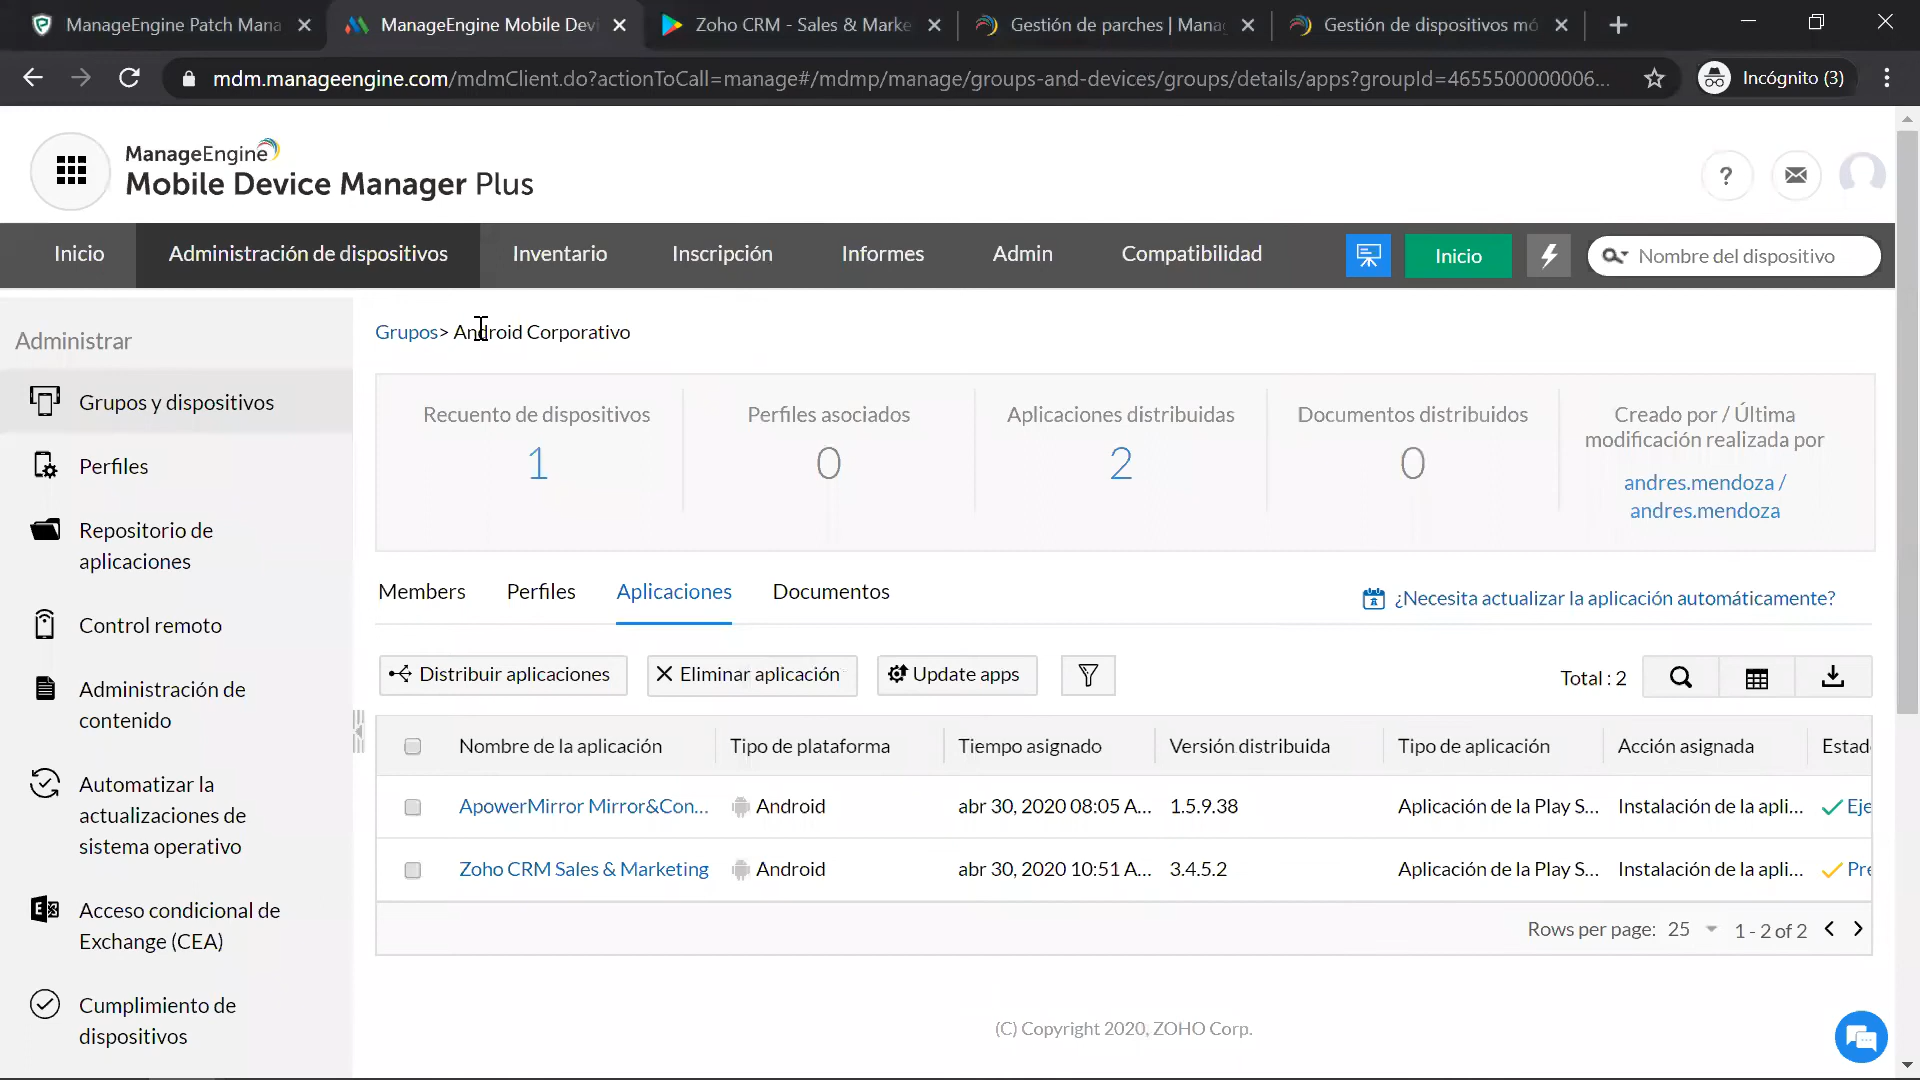 ManageEngine Patch Mana
ManageEngine Mobile Devi
Zoho CRM - Sales & Marke
Gestión de parches | Mana
Gestión de dispositivos mó
mdm.manageengine.com/mdmClient.do?actionToCall=manage#/mdmp/manage/groups-and-devices/groups/details/apps?groupId=4655500000006...
Incógnito (3)
ManageEngine
Mobile Device Manager Plus
?
Inicio
Administración de dispositivos
Inventario
Inscripción
Informes
Admin
Compatibilidad
Inicio
Nombre del dispositivo
Administrar
Grupos y dispositivos
Perfiles
Repositorio de
aplicaciones
Control remoto
Administración de
contenido
Automatizar la
actualizaciones de
sistema operativo
Acceso condicional de
Exchange (CEA)
Cumplimiento de
dispositivos
Grupos> Android Corporativo
Recuento de dispositivos
1
Perfiles asociados
0
Aplicaciones distribuidas
2
Documentos distribuidos
0
Creado por / Última
modificación realizada por
andres.mendoza /
andres.mendoza
Members
Perfiles
Aplicaciones
Documentos
¿Necesita actualizar la aplicación automáticamente?
Distribuir aplicaciones
Eliminar aplicación
Update apps
Total : 2
Nombre de la aplicación
Tipo de plataforma
Tiempo asignado
Versión distribuida
Tipo de aplicación
Acción asignada
Estad
ApowerMirror Mirror&Con...
Android
abr 30, 2020 08:05 A...
1.5.9.38
Aplicación de la Play S...
Instalación de la apli...
Eje
Zoho CRM Sales & Marketing
Android
abr 30, 2020 10:51 A...
3.4.5.2
Aplicación de la Play S...
Instalación de la apli...
Pre
Rows per page: 25
1 - 2 of 2
(C) Copyright 2020, ZOHO Corp.